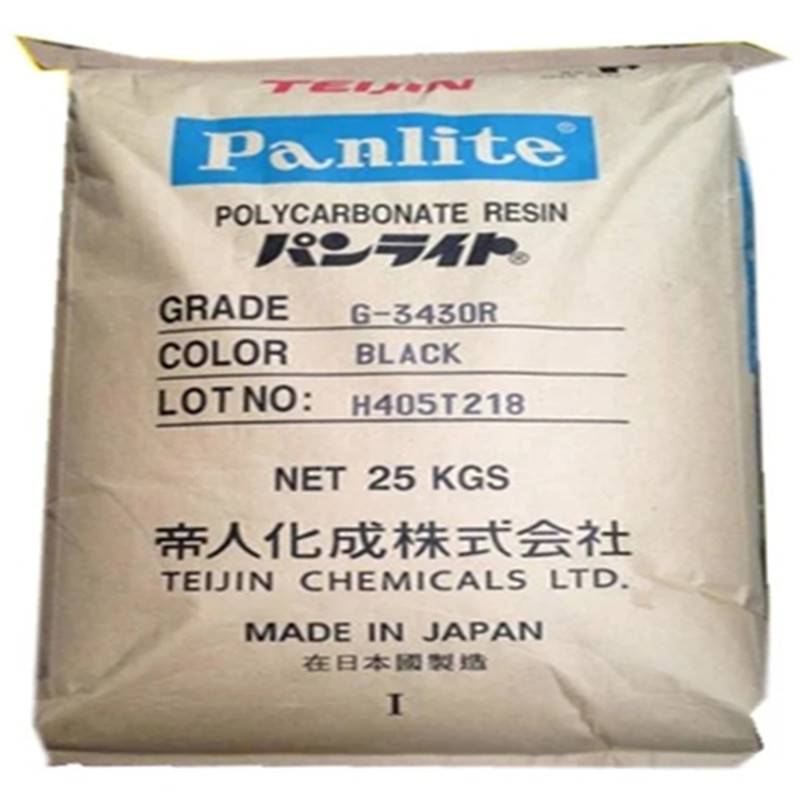 TEIJIN
Panlite®
POLYCARBONATE RESIN
パンライト®
GRADE G-3430R
COLOR BLACK
LOT NO: H405T218
NET 25 KGS
帝人化成株式会社
TEIJIN CHEMICALS LTD.
MADE IN JAPAN
在日本國製造
I